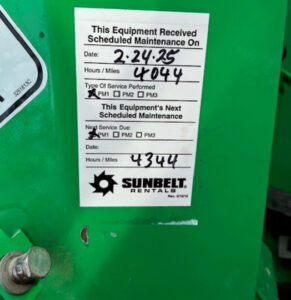 This Equipment Received
Scheduled Maintenance On
Date: 2-24-25
Hours / Miles 4044
Type Of Service Performed
☒ PM1 ☐ PM2 ☐ PM3
This Equipment's Next
Scheduled Maintenance
Next Service Due:
☒ PM1 ☐ PM2 ☐ PM3
Date:
Hours / Miles 4344
SUNBELT®
RENTALS